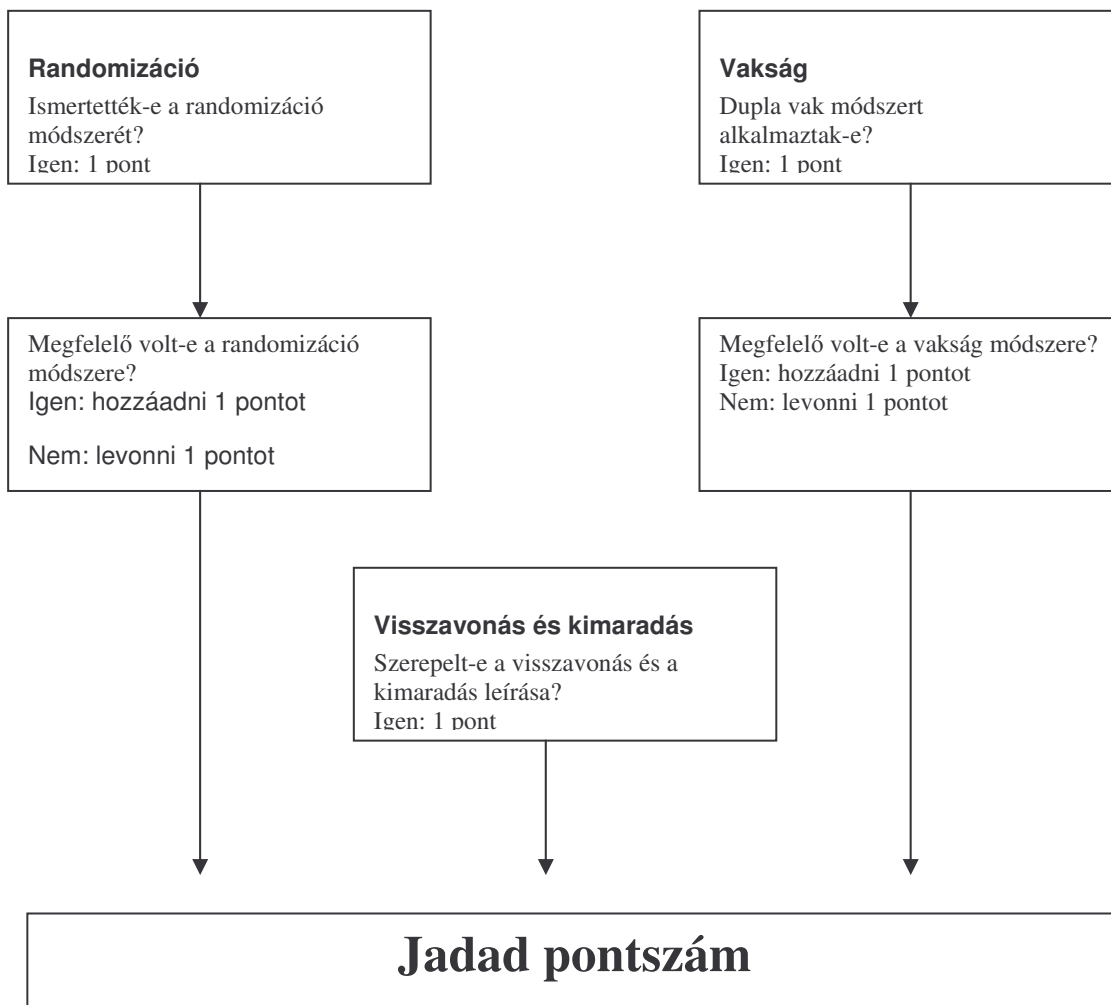 Randomizáció
Ismertették-e a randomizáció
módszerét?
Igen: 1 pont
Vakság
Dupla vak módszert
alkalmaztak-e?
Igen: 1 pont
Megfelelő volt-e a randomizáció
módszere?
Igen: hozzáadni 1 pontot
Nem: levonni 1 pontot
Megfelelő volt-e a vakság módszere?
Igen: hozzáadni 1 pontot
Nem: levonni 1 pontot
Visszavonás és kimaradás
Szerepelt-e a visszavonás és a
kimaradás leírása?
Igen: 1 pont
Jadad pontszám